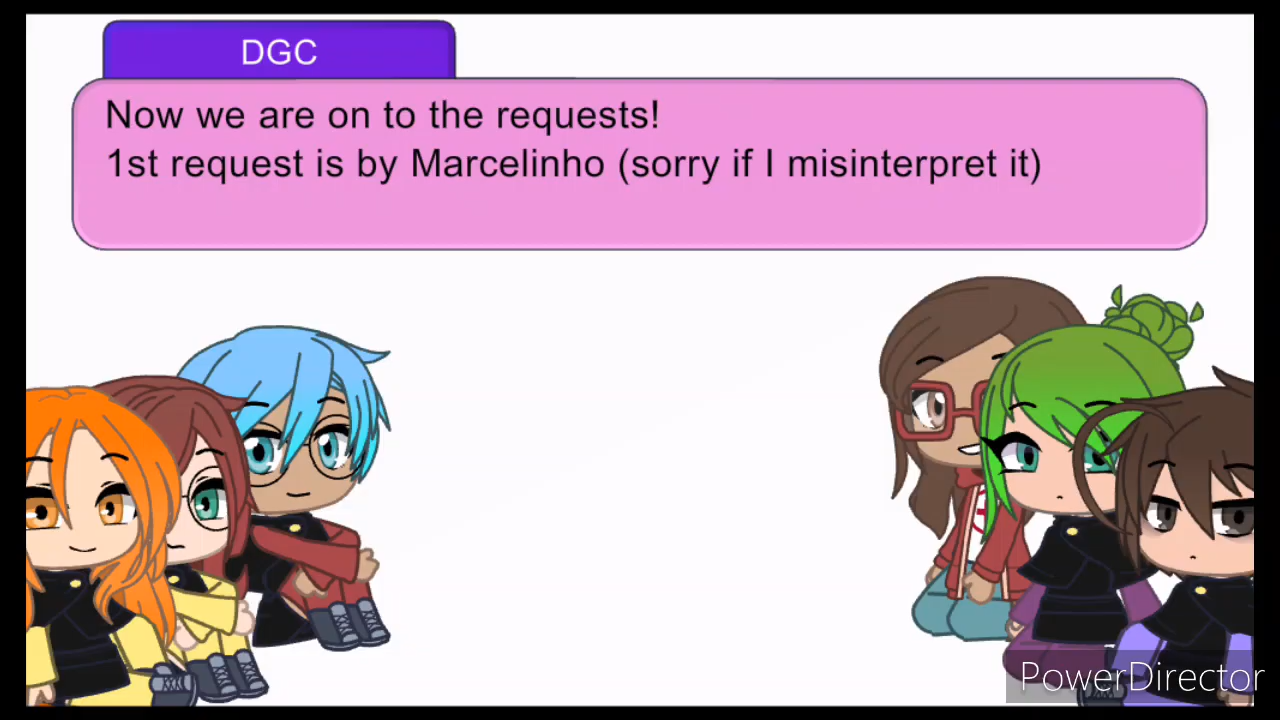 DGC
Now we are on to the requests!
1st request is by Marcelinho (sorry if I misinterpret it)
PowerDirector